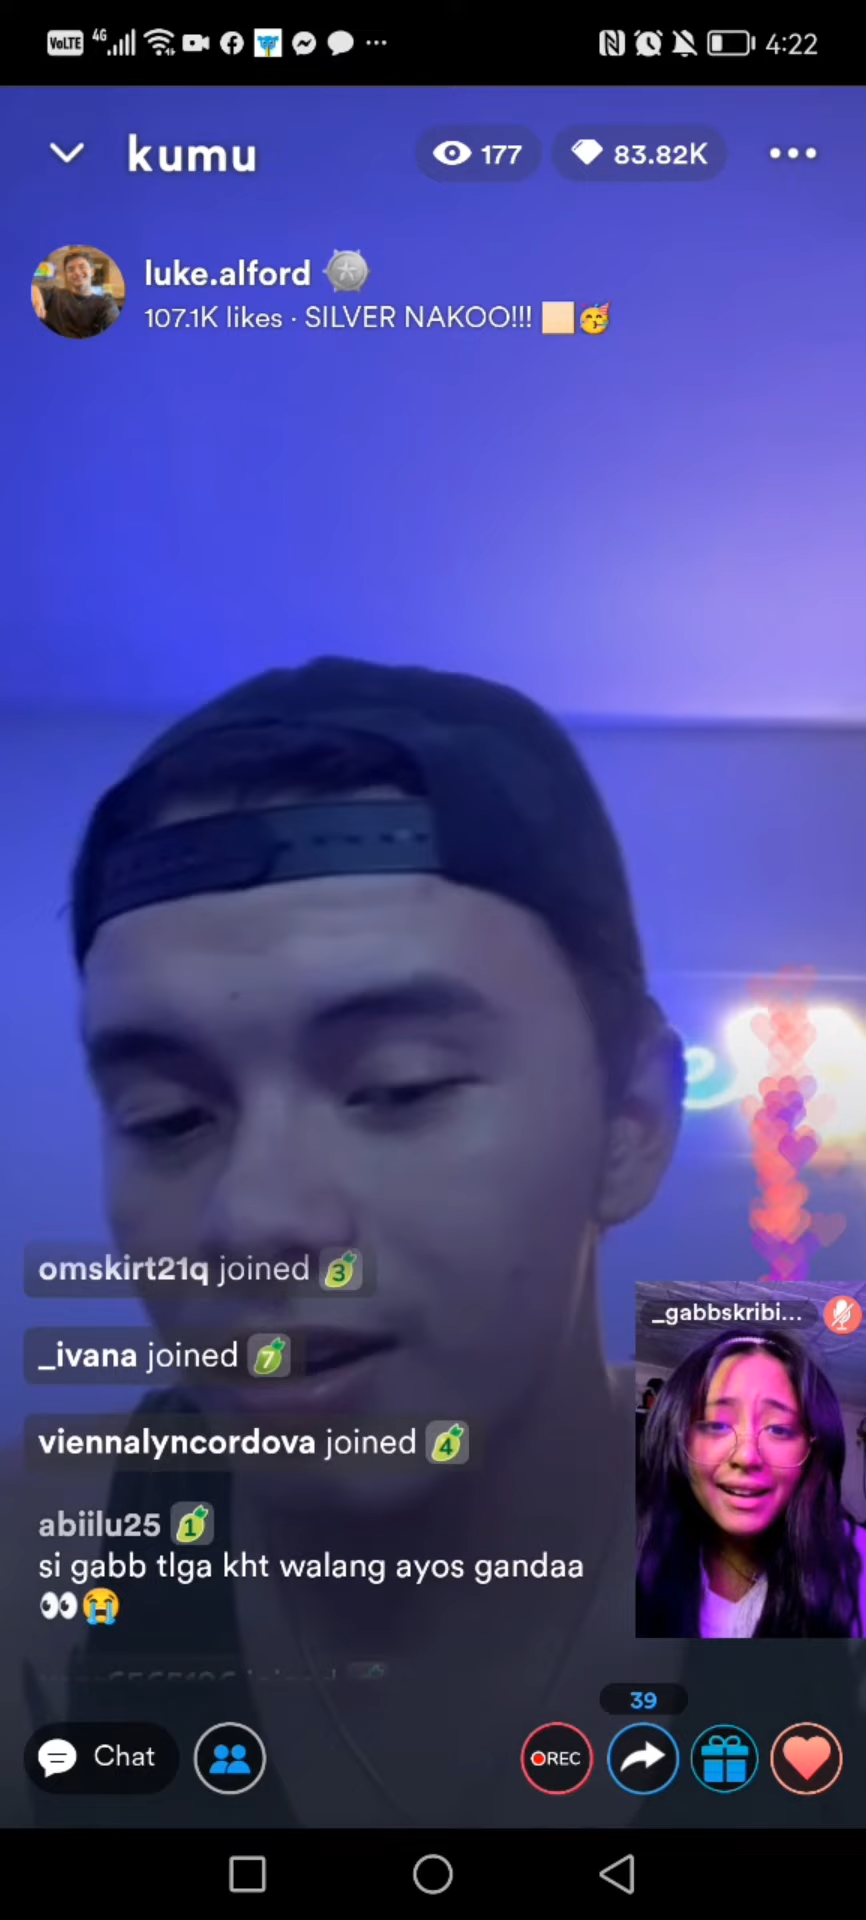 VoLTE 4G 4:22
kumu 177 83.82K
luke.alford
107.1K likes · SILVER NAKOO!!!
omskirt21q joined 3
_gabbskribi...
_ivana joined 7
viennalyncordova joined 4
abiilu25 1
si gabb tlga kht walang ayos gandaa
39
Chat
REC